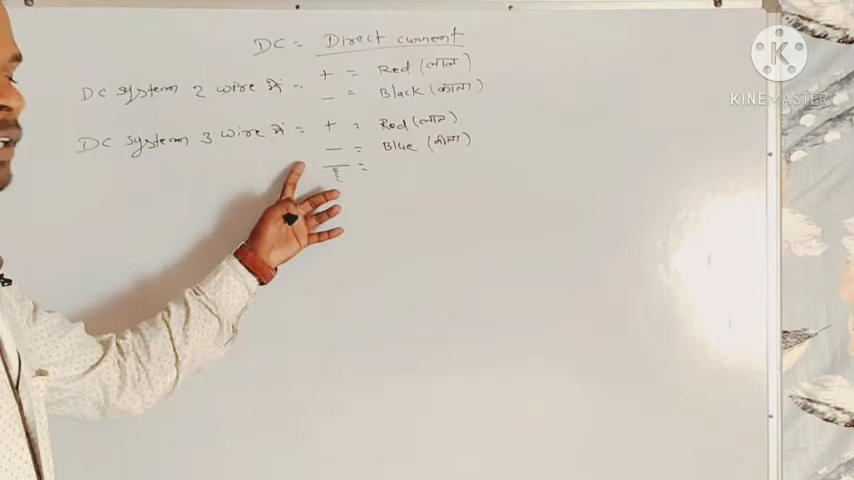 DC = Direct current
DC system 2 wire में = + = Red (लाल)
- = Black (काला)
DC system 3 wire में = + = Red (लाल)
- = Blue (नीला)
=
KINEMASTER